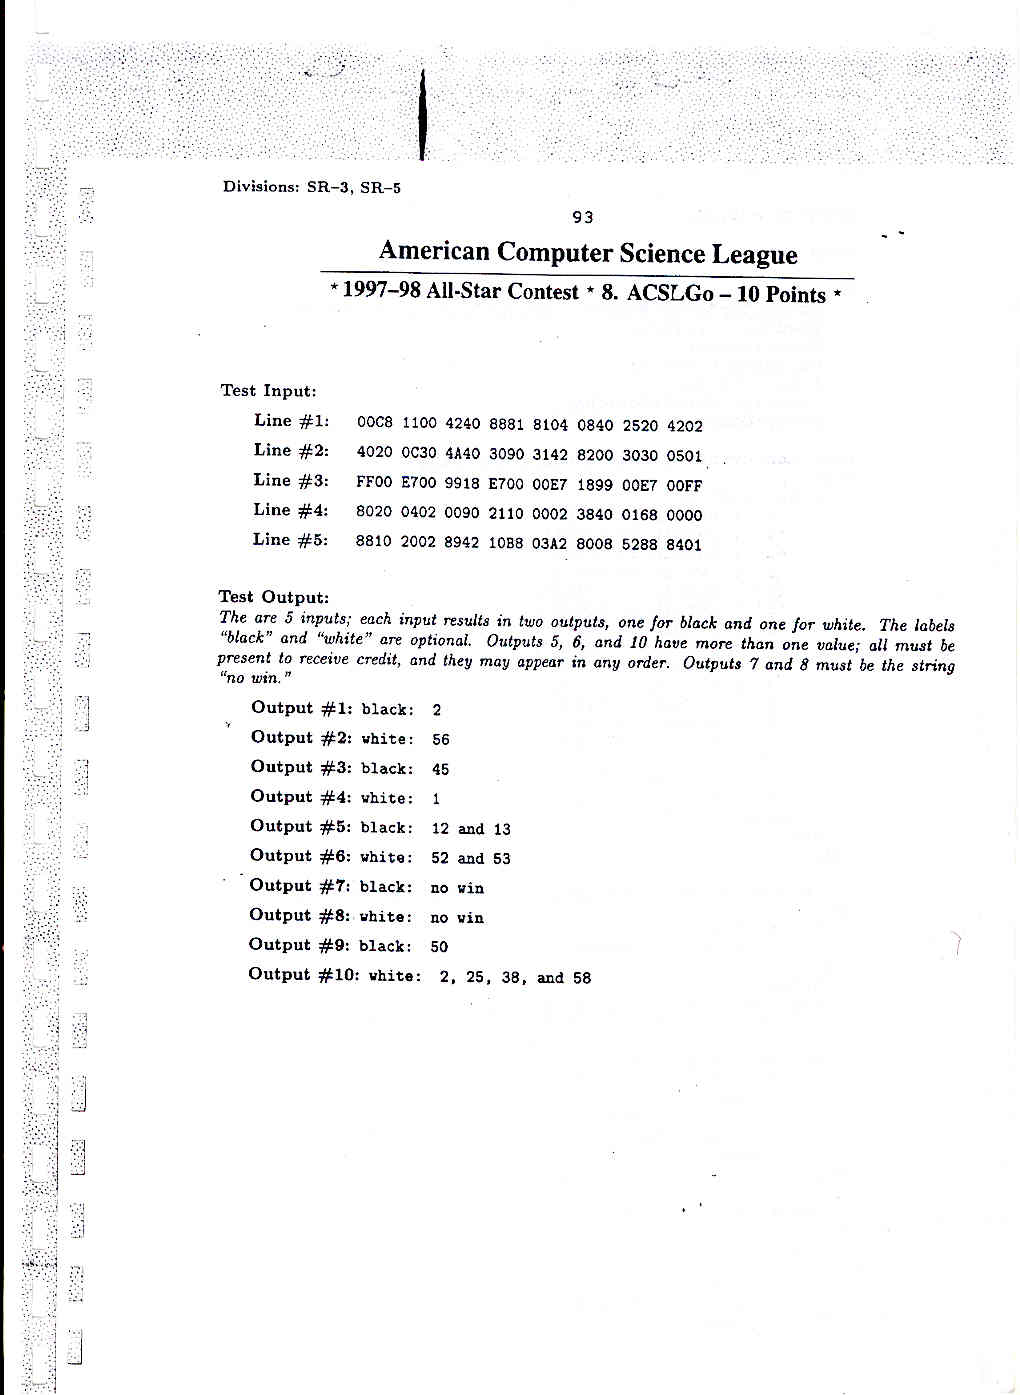 Divisions: SR-3, SR-5
93
American Computer Science League
* 1997-98 All-Star Contest * 8. ACSLGo - 10 Points *
Test Input:
Line #1: 00C8 1100 4240 8881 8104 0840 2520 4202
Line #2: 4020 0C30 4A40 3090 3142 8200 3030 0501
Line #3: FF00 E700 9918 E700 00E7 1899 00E7 00FF
Line #4: 8020 0402 0090 2110 0002 3840 0168 0000
Line #5: 8810 2002 8942 10B8 03A2 8008 5288 8401
Test Output:
The are 5 inputs; each input results in two outputs, one for black and one for white. The labels
"black" and "white" are optional. Outputs 5, 6, and 10 have more than one value; all must be
present to receive credit, and they may appear in any order. Outputs 7 and 8 must be the string
"no win."
Output #1: black: 2
Output #2: white: 56
Output #3: black: 45
Output #4: white: 1
Output #5: black: 12 and 13
Output #6: white: 52 and 53
Output #7: black: no win
Output #8: white: no win
Output #9: black: 50
Output #10: white: 2, 25, 38, and 58